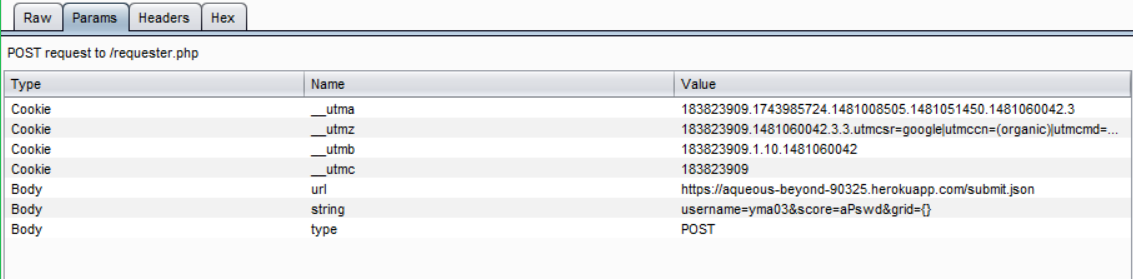 Raw Params Headers Hex
POST request to /requester.php
Type Name Value
Cookie __utma 183823909.1743985724.1481008505.1481051450.1481060042.3
Cookie __utmz 183823909.1481060042.3.3.utmcsr=google|utmccn=(organic)|utmcmd=...
Cookie __utmb 183823909.1.10.1481060042
Cookie __utmc 183823909
Body url https://aqueous-beyond-90325.herokuapp.com/submit.json
Body string username=yma03&score=aPswd&grid={}
Body type POST